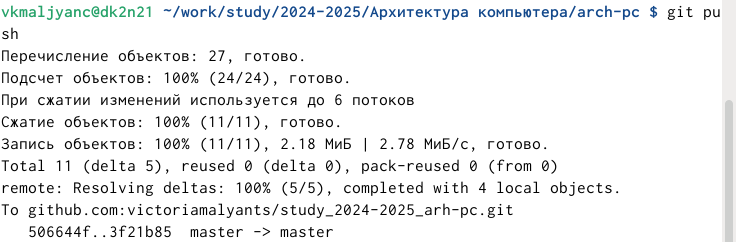 vkmaljyanc@dk2n21 ~/work/study/2024-2025/Архитектура компьютера/arch-pc $ git pu
sh
Перечисление объектов: 27, готово.
Подсчет объектов: 100% (24/24), готово.
При сжатии изменений используется до 6 потоков
Сжатие объектов: 100% (11/11), готово.
Запись объектов: 100% (11/11), 2.18 МиБ | 2.78 МиБ/с, готово.
Total 11 (delta 5), reused 0 (delta 0), pack-reused 0 (from 0)
remote: Resolving deltas: 100% (5/5), completed with 4 local objects.
To github.com:victoriamalyants/study_2024-2025_arh-pc.git
   506644f..3f21b85  master -> master